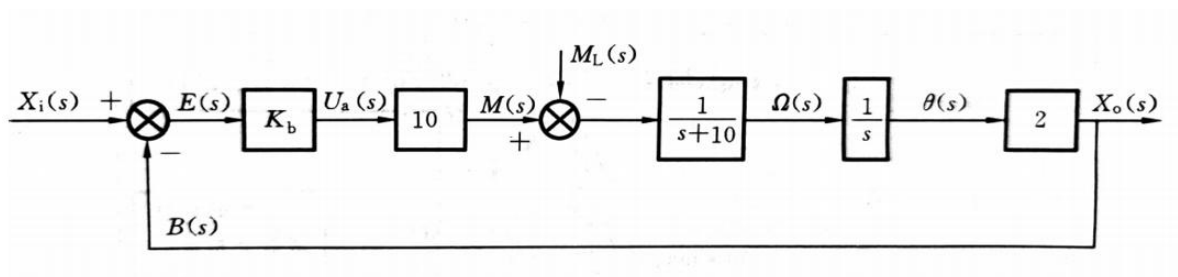 M_L(s)
X_i(s) + E(s) K_b U_a(s) 10 M(s) − 1/(s+10) Ω(s) 1/s θ(s) 2 X_o(s)
− +
B(s)